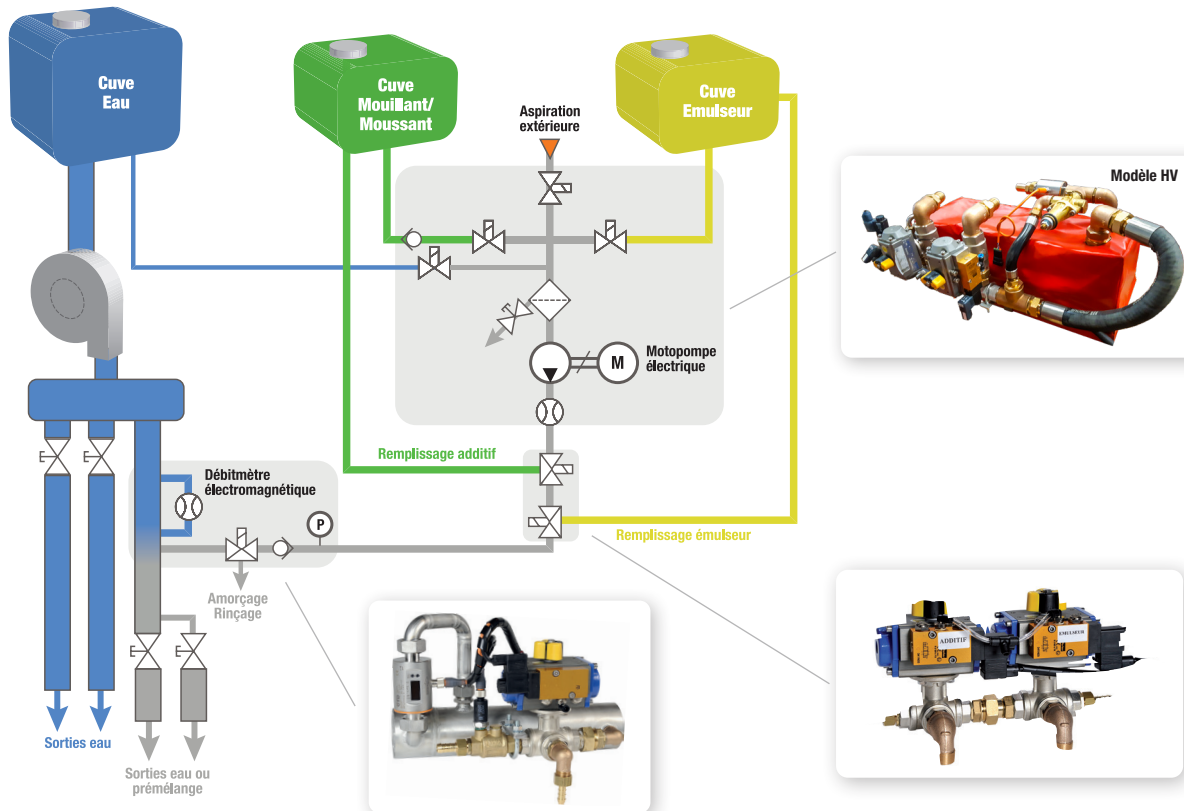 Cuve
Eau
Cuve
Mouillant/
Moussant
Aspiration
extérieure
Cuve
Emulseur
Modèle HV
M
Motopompe
électrique
Remplissage additif
Débitmètre
électromagnétique
P
Remplissage émulseur
Amorçage
Rinçage
ADDITIF
EMULSEUR
Sorties eau
Sorties eau ou
prémélange